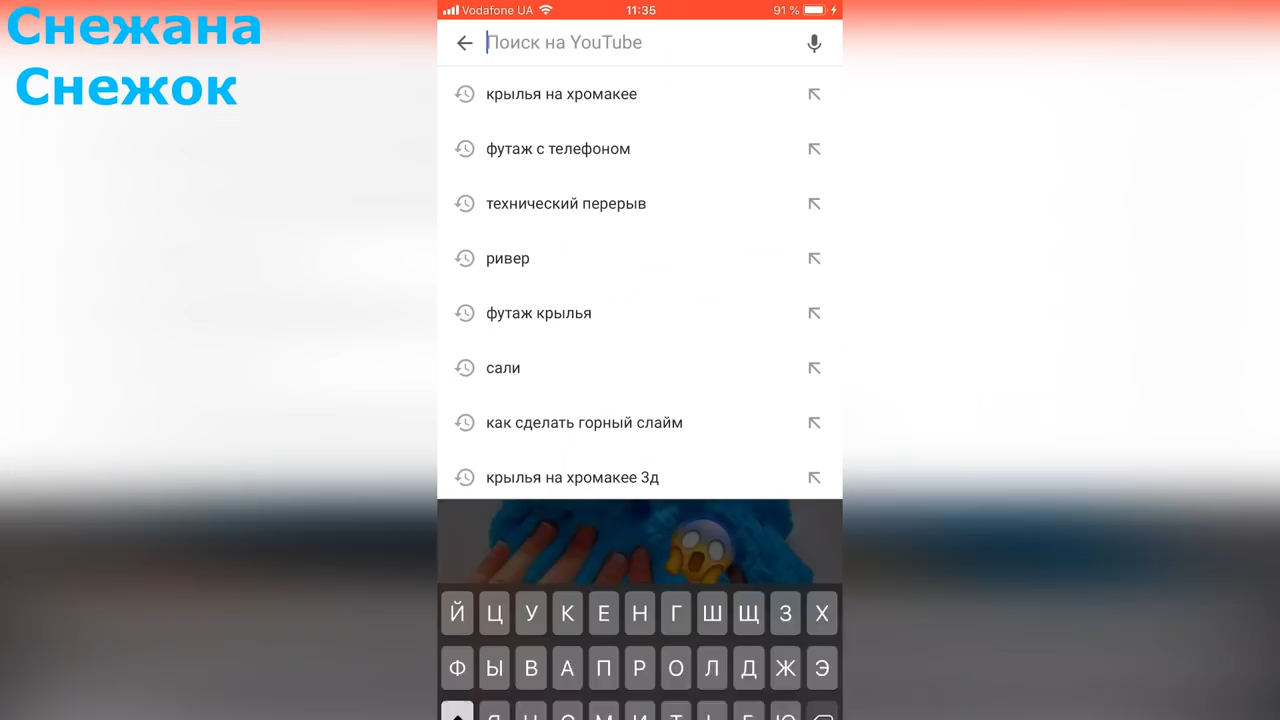 Снежана
Снежок
Vodafone UA 11:35 91 %
Поиск на YouTube
крылья на хромакее
футаж с телефоном
технический перерыв
ривер
футаж крылья
сали
как сделать горный слайм
крылья на хромакее 3д
Й Ц У К Е Н Г Ш Щ З Х
Ф Ы В А П Р О Л Д Ж Э